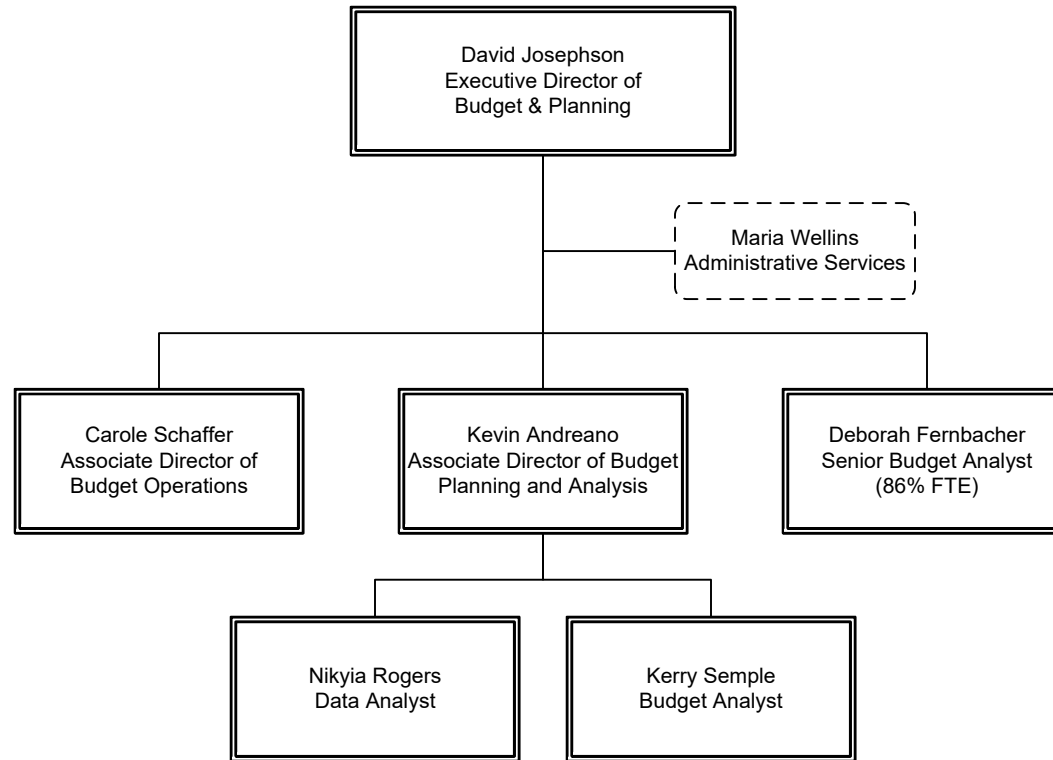 David Josephson
Executive Director of
Budget & Planning
Maria Wellins
Administrative Services
Carole Schaffer
Associate Director of
Budget Operations
Kevin Andreano
Associate Director of Budget
Planning and Analysis
Deborah Fernbacher
Senior Budget Analyst
(86% FTE)
Nikyia Rogers
Data Analyst
Kerry Semple
Budget Analyst